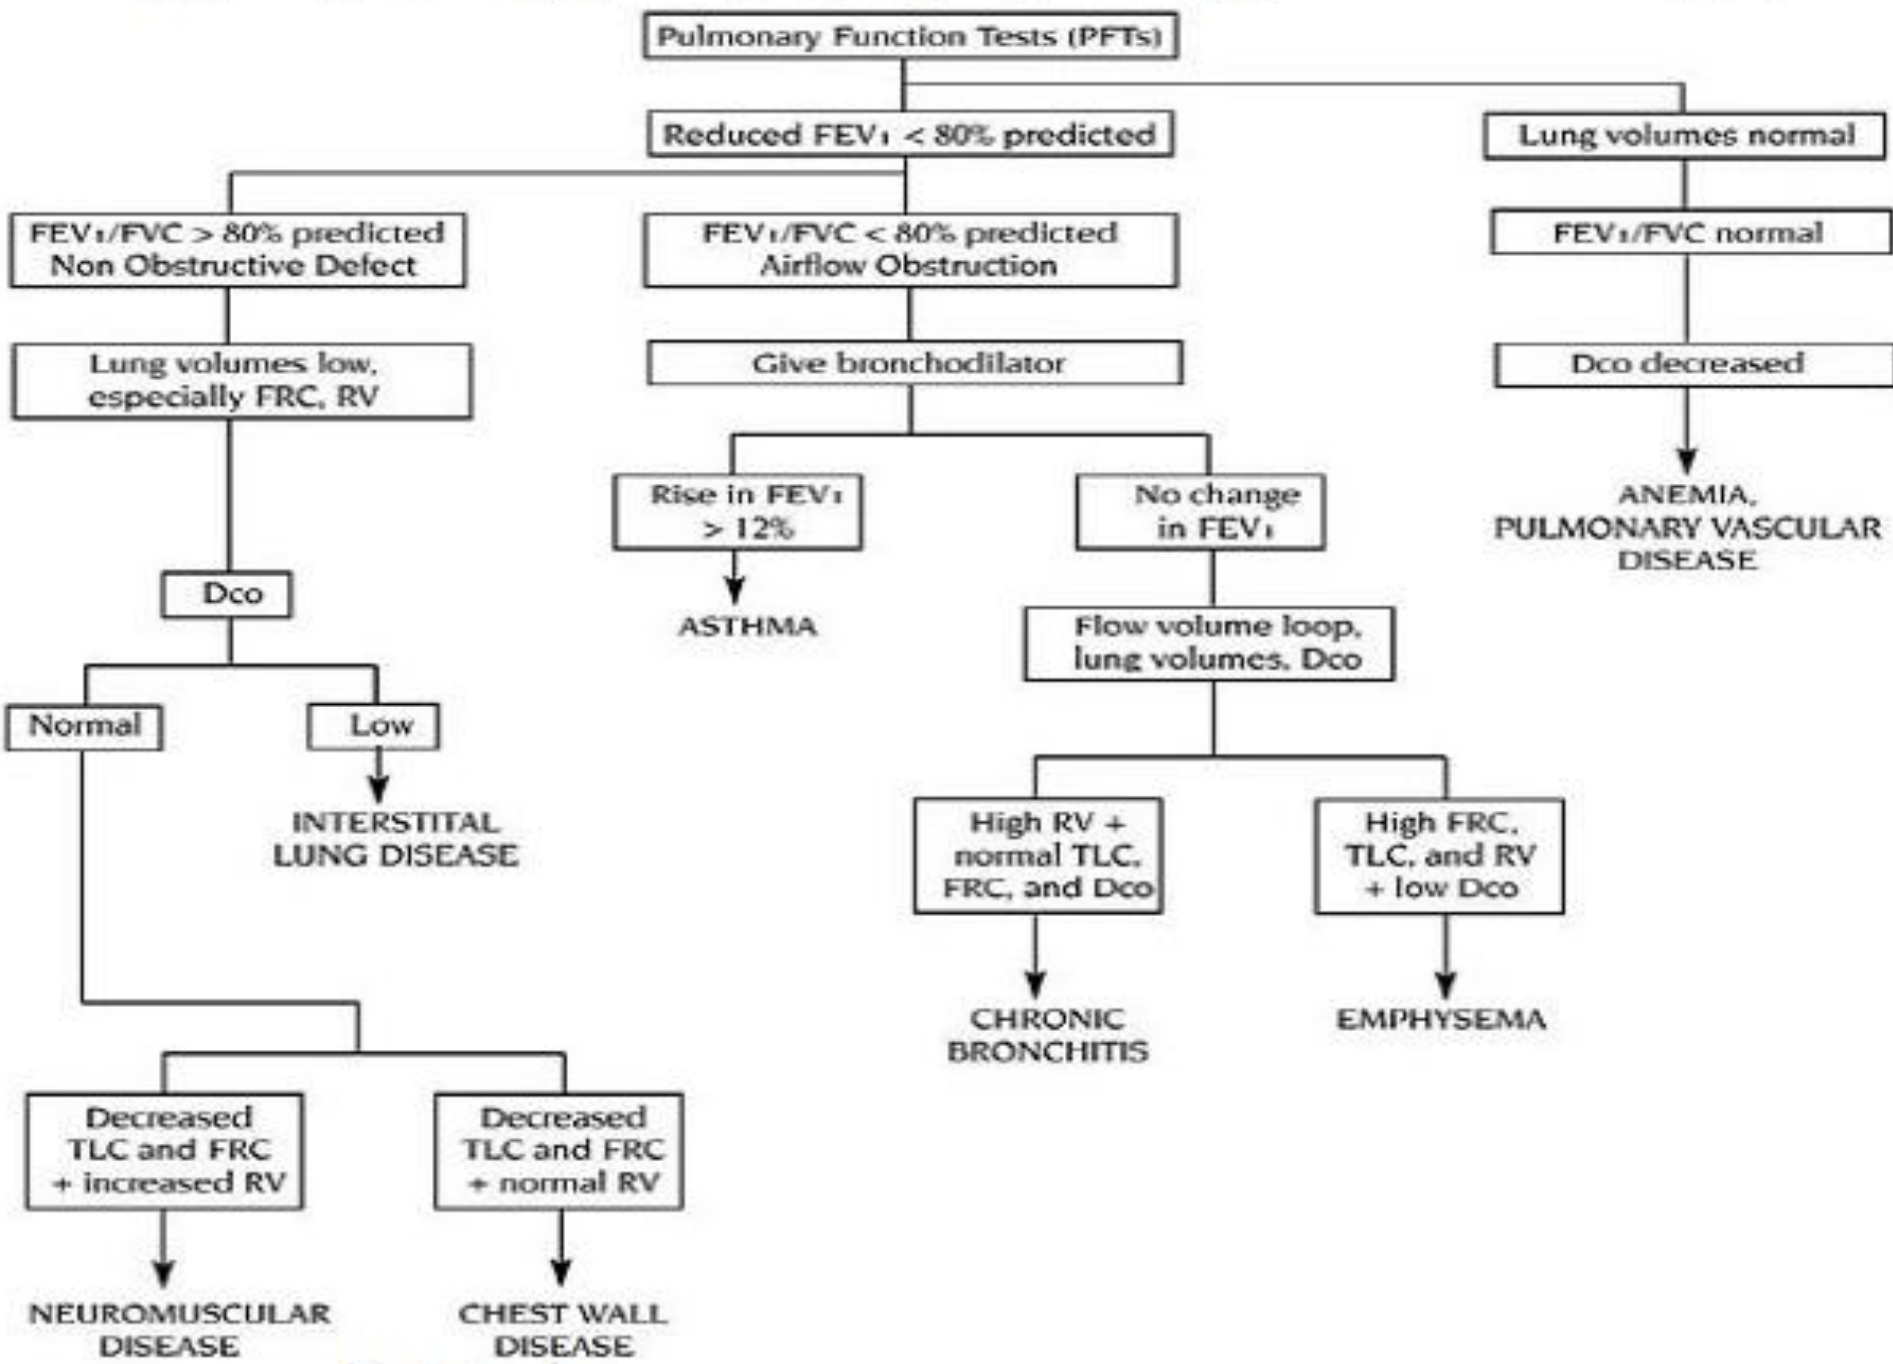 Pulmonary Function Tests (PFTs)
Reduced FEV₁ < 80% predicted
Lung volumes normal
FEV₁/FVC > 80% predicted
Non Obstructive Defect
FEV₁/FVC < 80% predicted
Airflow Obstruction
FEV₁/FVC normal
Lung volumes low,
especially FRC, RV
Give bronchodilator
Dco decreased
Rise in FEV₁
> 12%
No change
in FEV₁
ANEMIA,
PULMONARY VASCULAR
DISEASE
Dco
ASTHMA
Flow volume loop,
lung volumes, Dco
Normal
Low
INTERSTITAL
LUNG DISEASE
High RV +
normal TLC,
FRC, and Dco
High FRC,
TLC, and RV
+ low Dco
CHRONIC
BRONCHITIS
EMPHYSEMA
Decreased
TLC and FRC
+ increased RV
Decreased
TLC and FRC
+ normal RV
NEUROMUSCULAR
DISEASE
CHEST WALL
DISEASE